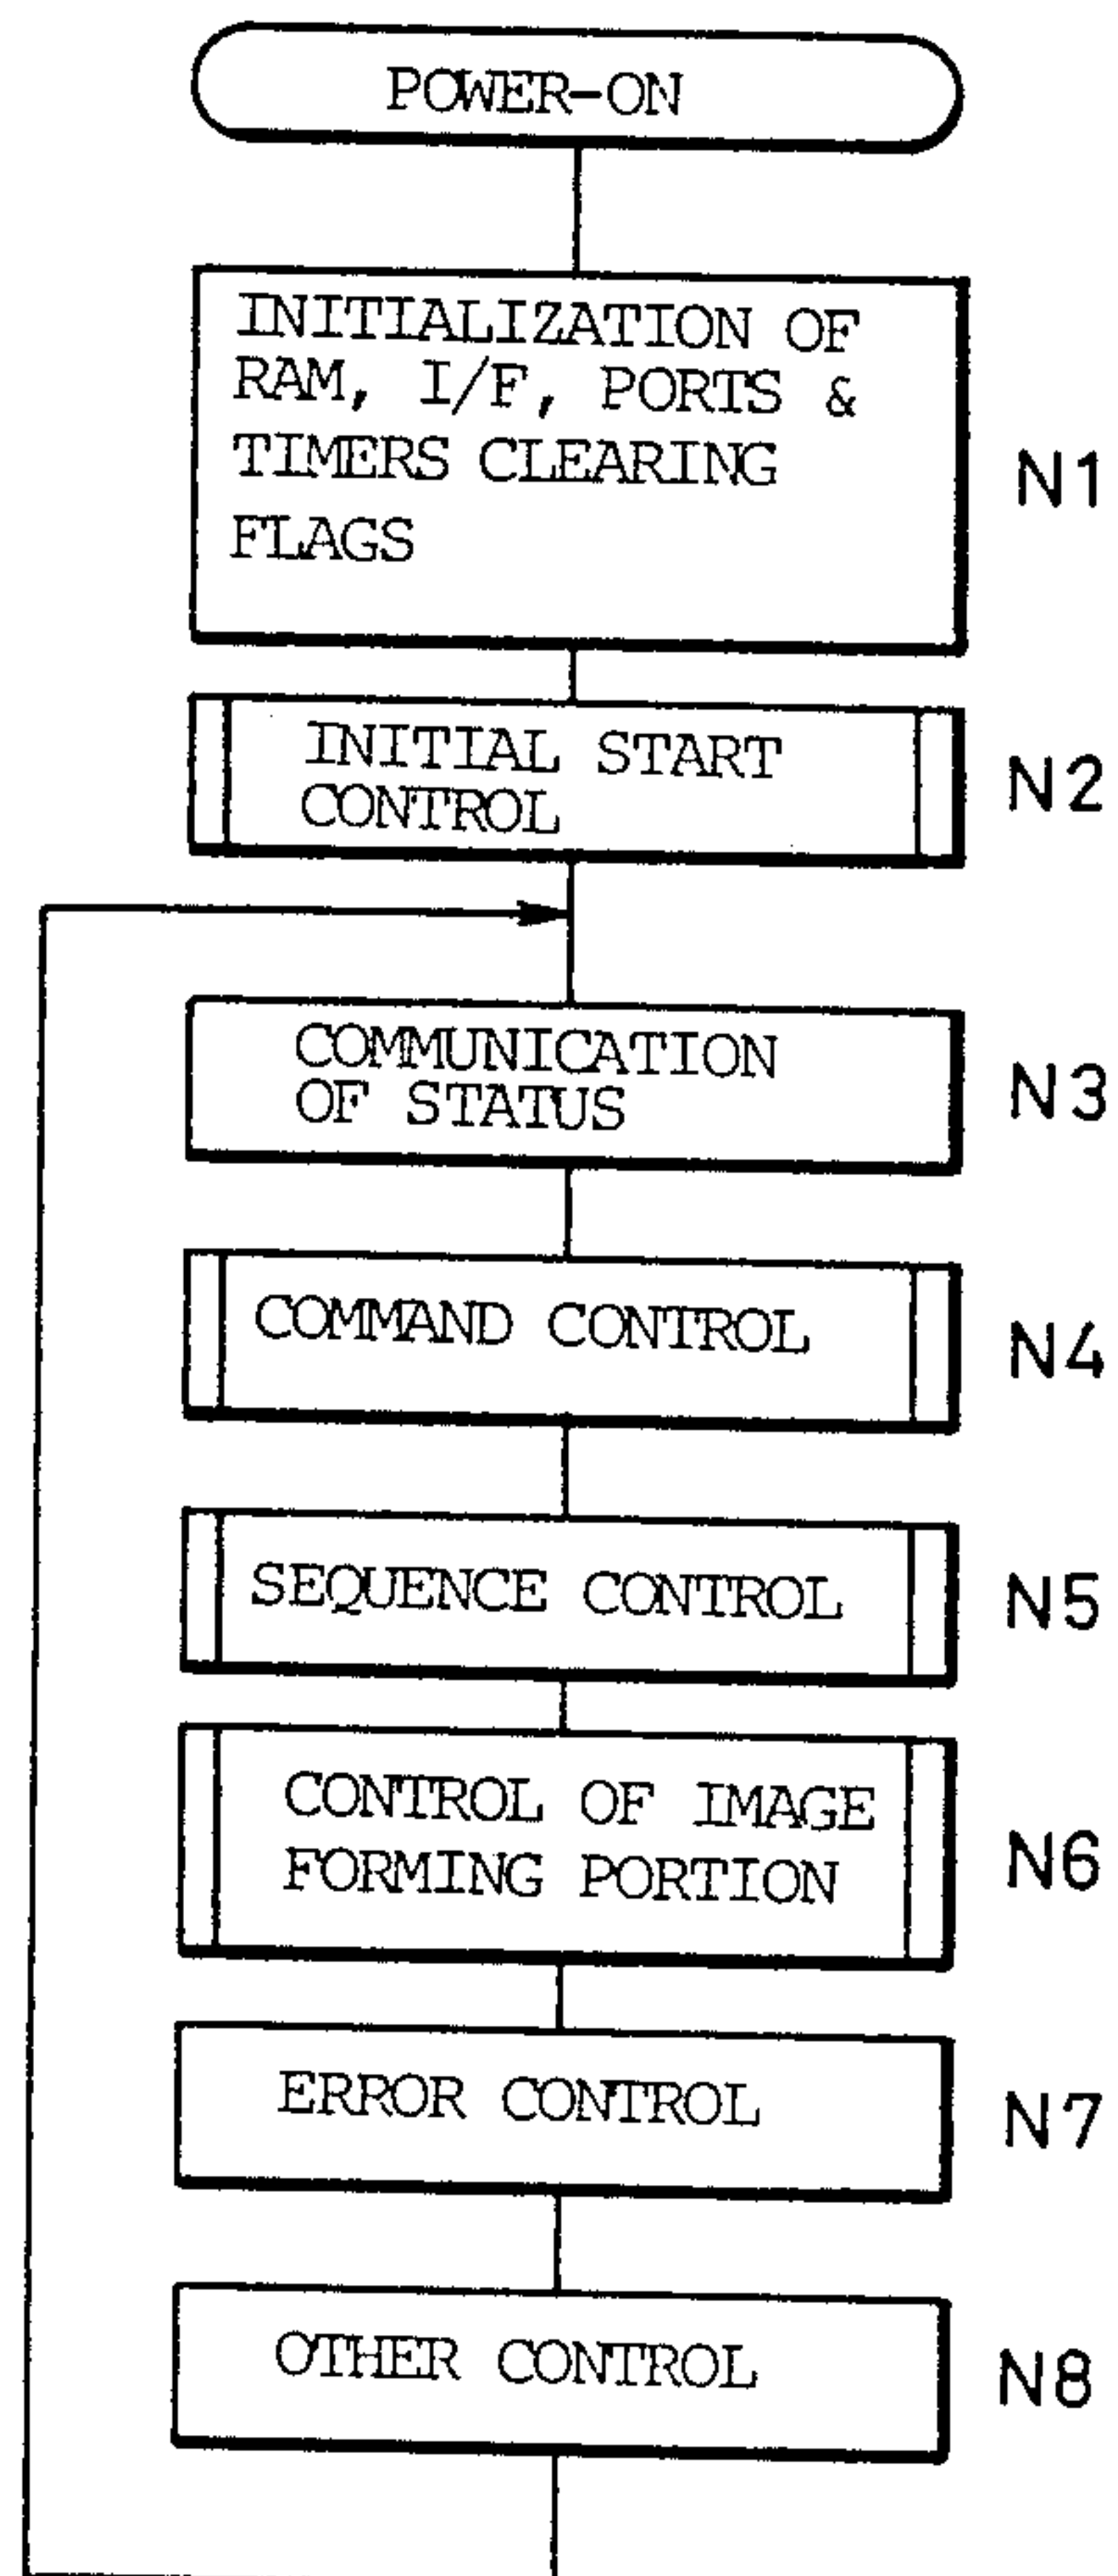 POWER-ON
INITIALIZATION OF
RAM, I/F, PORTS &
TIMERS CLEARING
FLAGS
N1
INITIAL START
CONTROL
N2
COMMUNICATION
OF STATUS
N3
COMMAND CONTROL
N4
SEQUENCE CONTROL
N5
CONTROL OF IMAGE
FORMING PORTION
N6
ERROR CONTROL
N7
OTHER CONTROL
N8